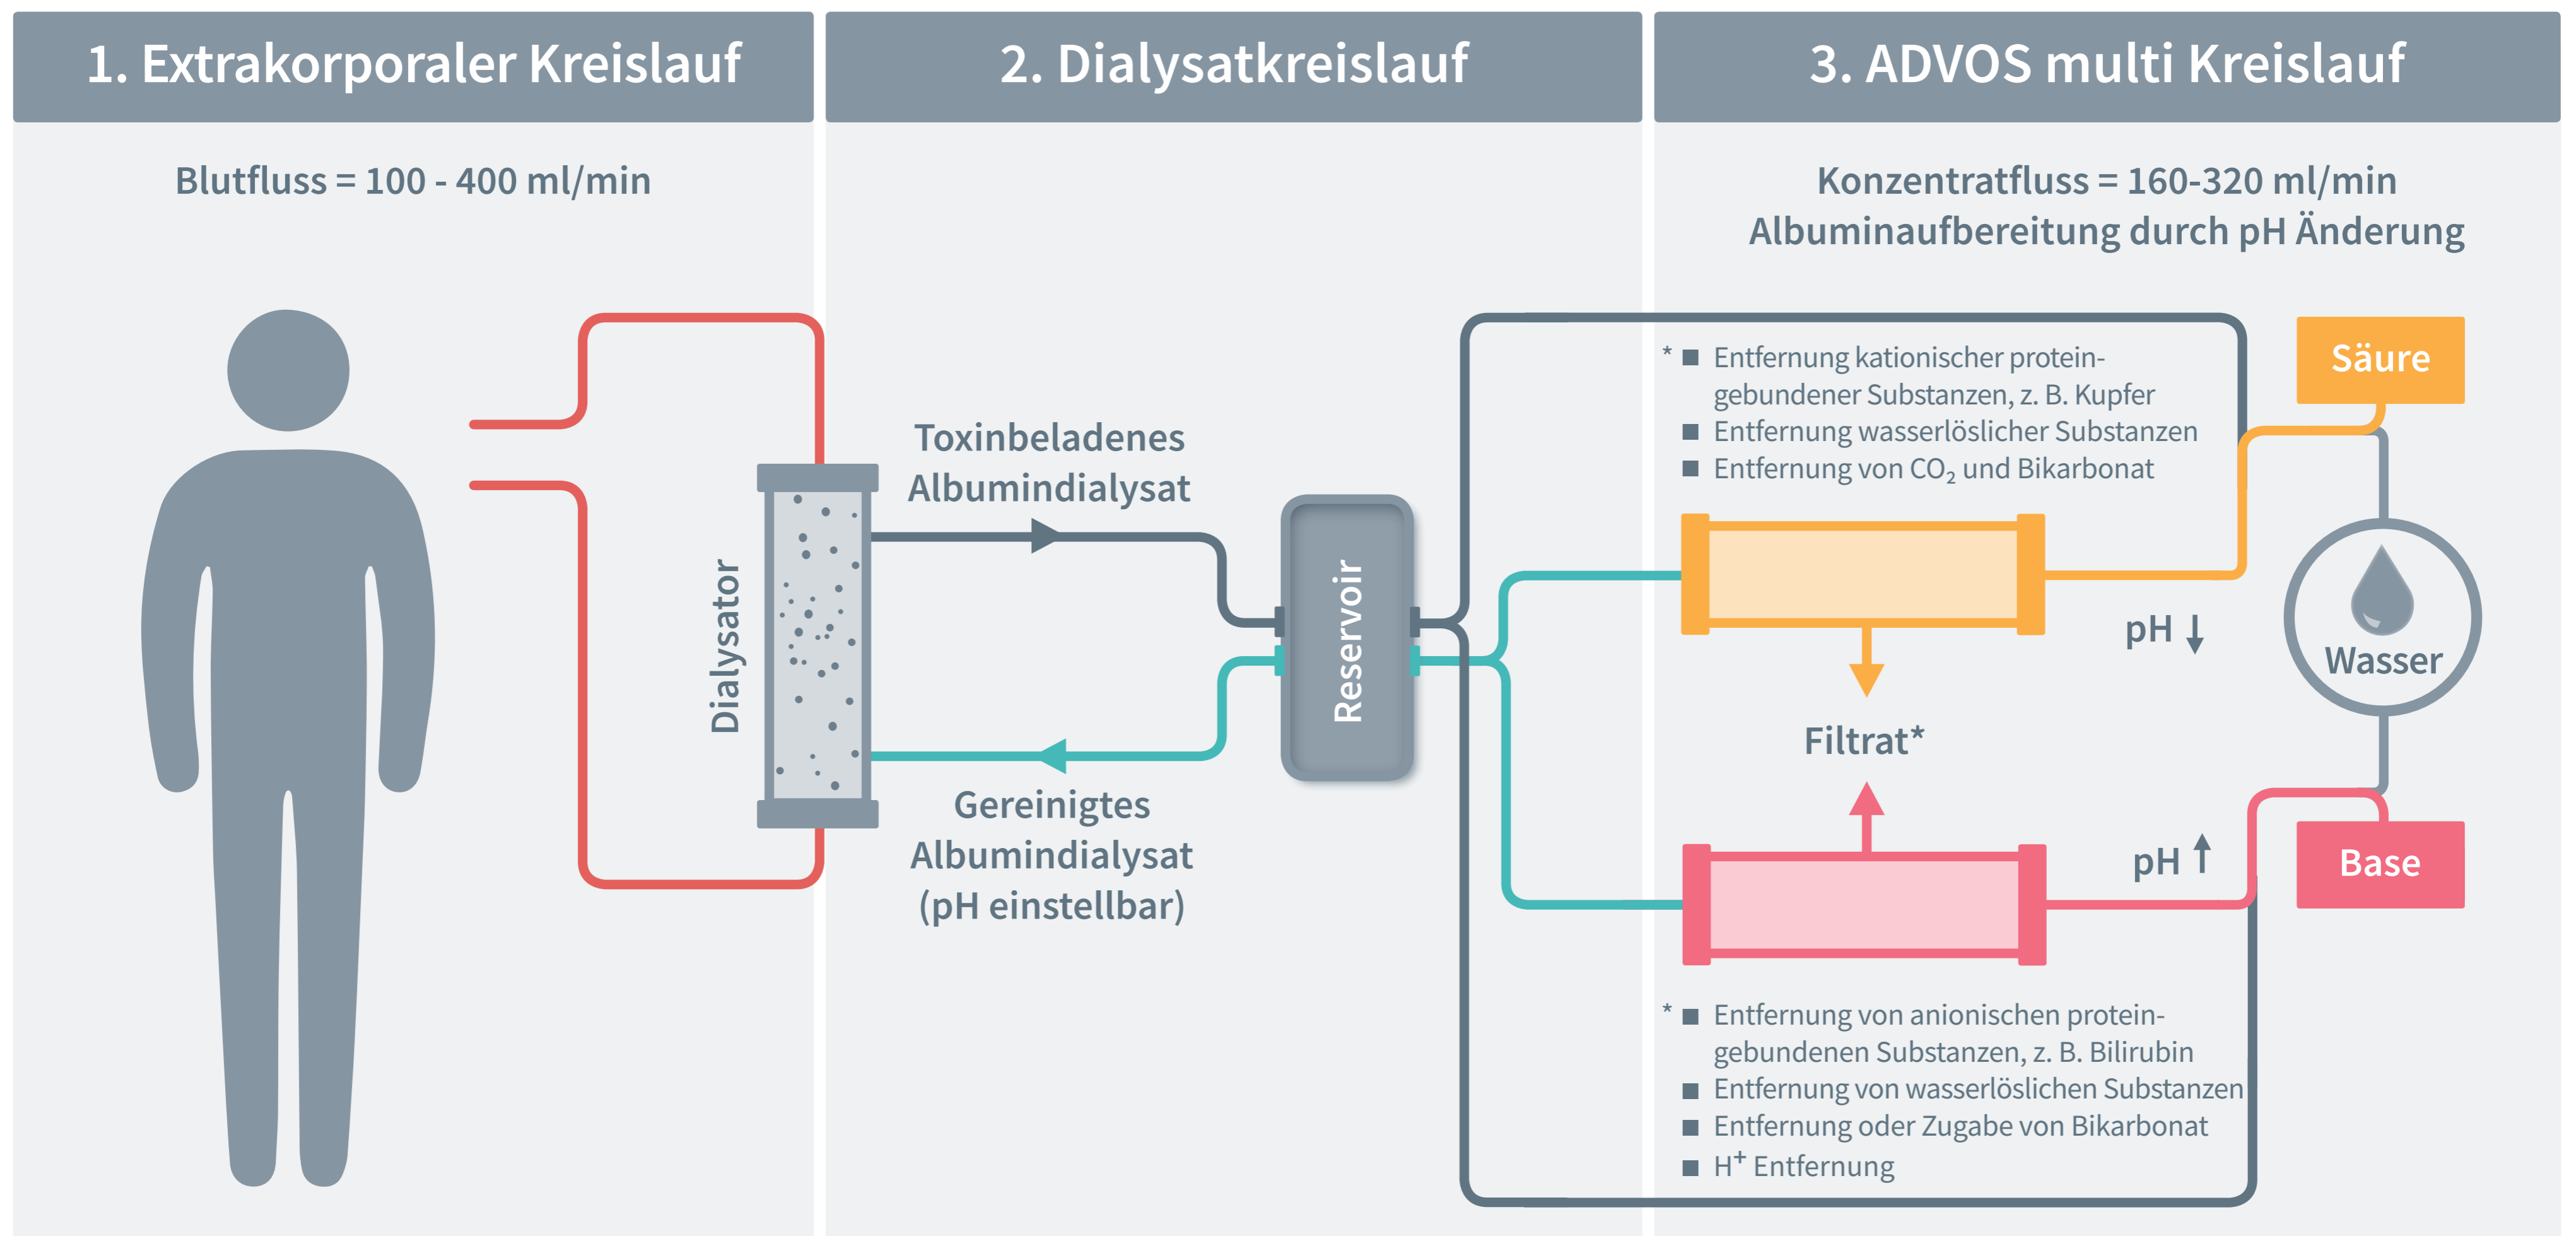 1. Extrakorporaler Kreislauf
Blutfluss = 100 - 400 ml/min
Dialysator
2. Dialysatkreislauf
Toxinbeladenes
Albumindialysat
Gereinigtes
Albumindialysat
(pH einstellbar)
Reservoir
3. ADVOS multi Kreislauf
Konzentratfluss = 160-320 ml/min
Albuminaufbereitung durch pH Änderung
* ■ Entfernung kationischer protein-
gebundener Substanzen, z. B. Kupfer
■ Entfernung wasserlöslicher Substanzen
■ Entfernung von CO₂ und Bikarbonat
Säure
pH ↓
Wasser
Filtrat*
pH ↑
Base
* ■ Entfernung von anionischen protein-
gebundenen Substanzen, z. B. Bilirubin
■ Entfernung von wasserlöslichen Substanzen
■ Entfernung oder Zugabe von Bikarbonat
■ H⁺ Entfernung